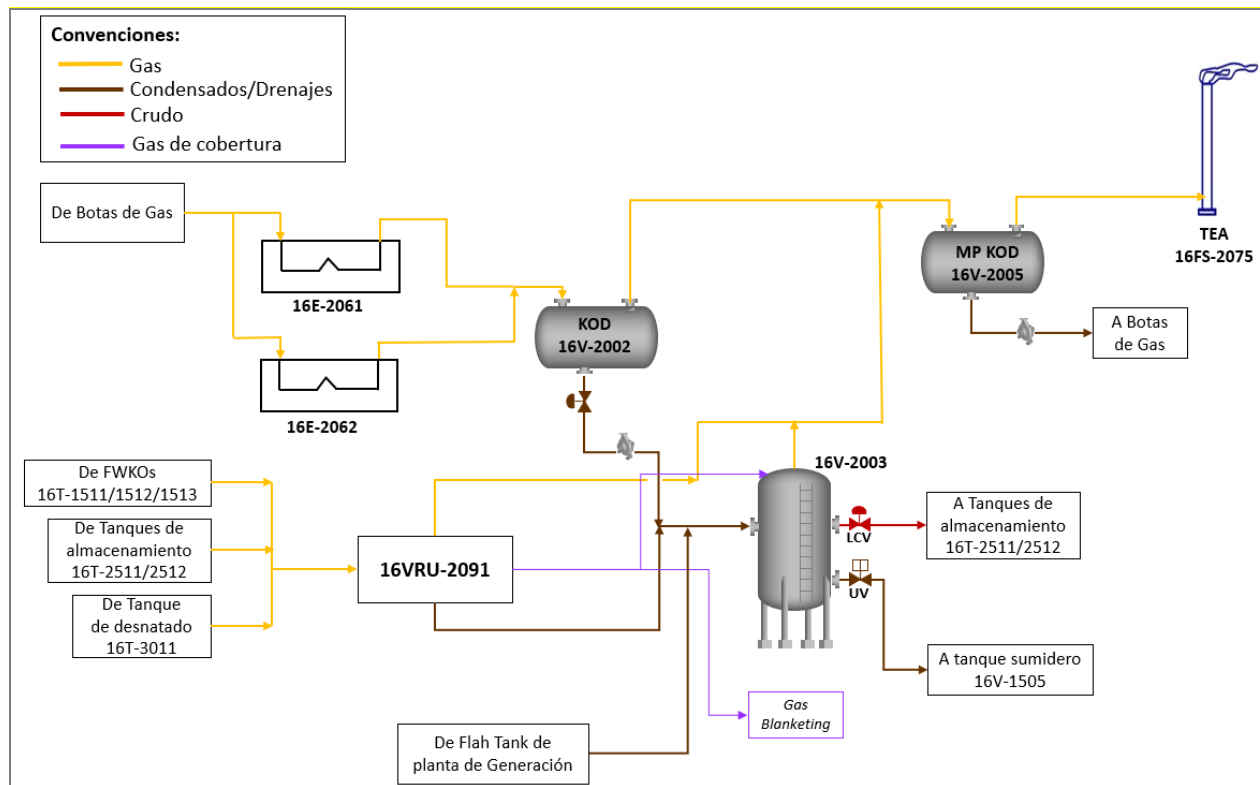 Convenciones:
Gas
Condensados/Drenajes
Crudo
Gas de cobertura
De Botas de Gas
16E-2061
16E-2062
KOD
16V-2002
MP KOD
16V-2005
TEA
16FS-2075
A Botas
de Gas
De FWKOs
16T-1511/1512/1513
De Tanques de
almacenamiento
16T-2511/2512
De Tanque
de desnatado
16T-3011
16VRU-2091
16V-2003
LCV
UV
A Tanques de
almacenamiento
16T-2511/2512
A tanque sumidero
16V-1505
Gas
Blanketing
De Flah Tank de
planta de Generación